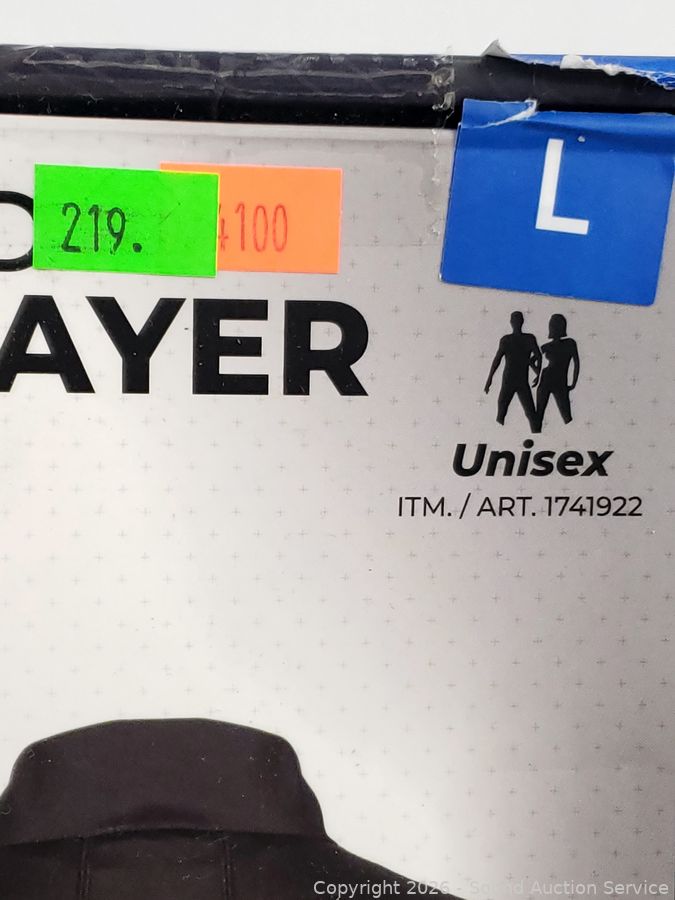 L
219.
100
AYER
Unisex
ITM. / ART. 1741922
Copyright 2026 - Sound Auction Service